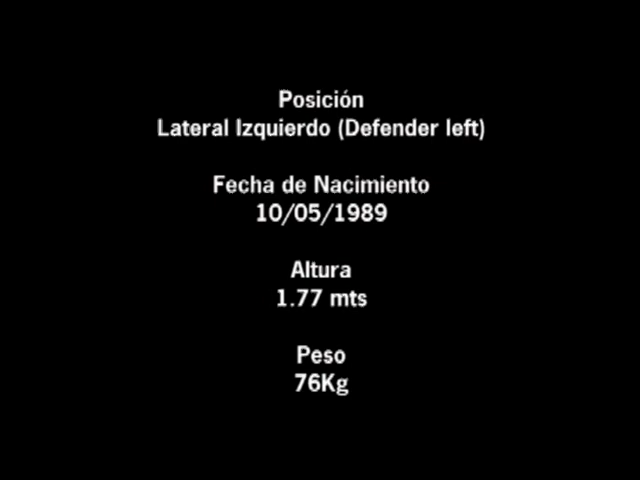 Posición
Lateral Izquierdo (Defender left)
Fecha de Nacimiento
10/05/1989
Altura
1.77 mts
Peso
76Kg